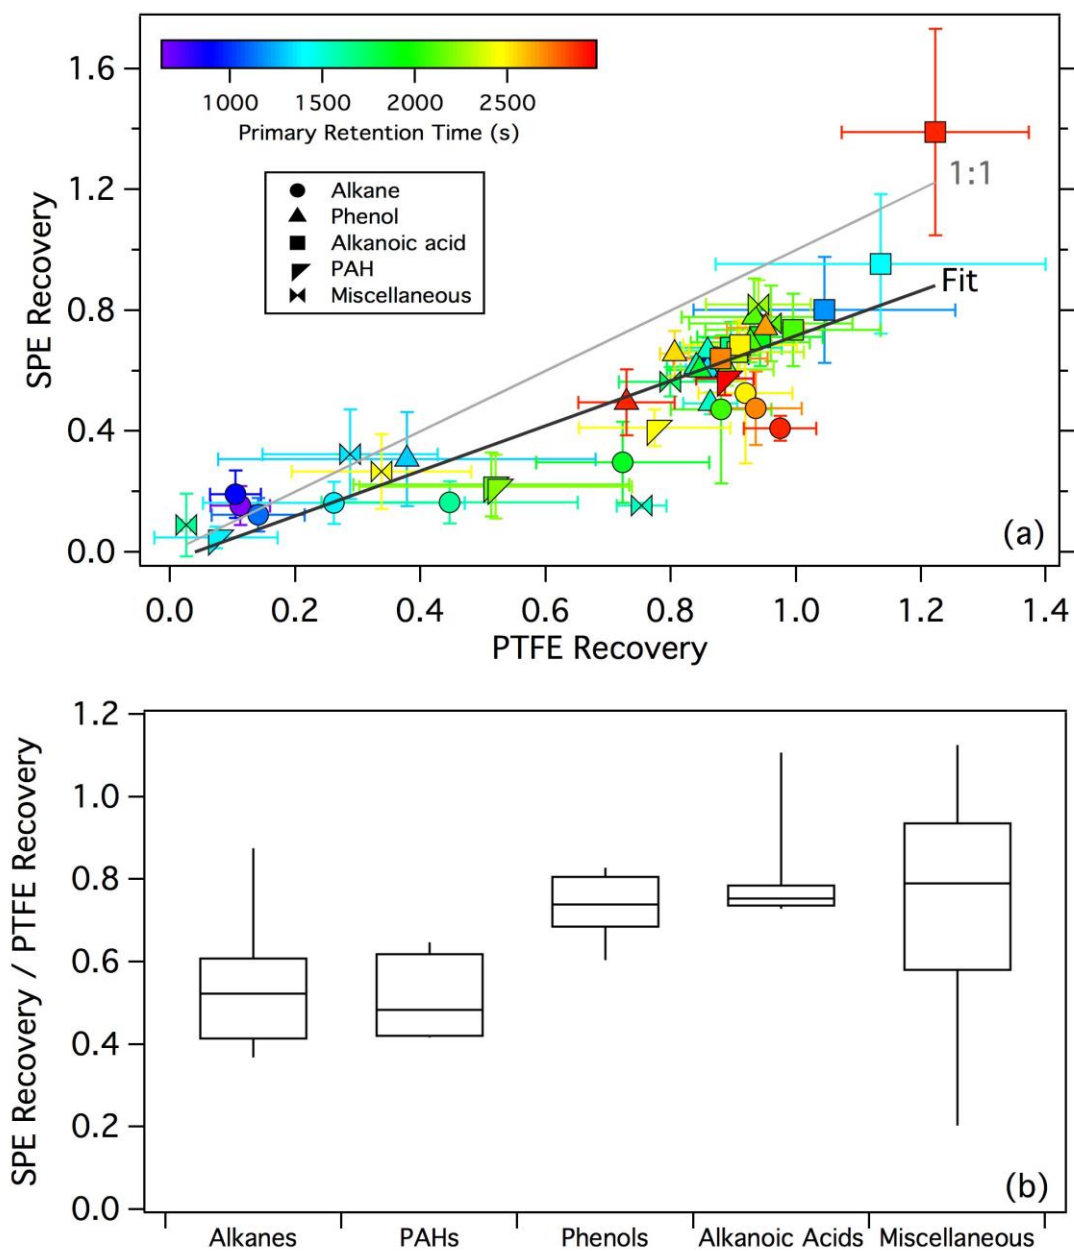 1.6
1.2
0.8
0.4
0.0
SPE Recovery
1000 1500 2000 2500
Primary Retention Time (s)
Alkane
Phenol
Alkanoic acid
PAH
Miscellaneous
1:1
Fit
(a)
0.0 0.2 0.4 0.6 0.8 1.0 1.2 1.4
PTFE Recovery
1.2
1.0
0.8
0.6
0.4
0.2
0.0
SPE Recovery / PTFE Recovery
(b)
Alkanes PAHs Phenols Alkanoic Acids Miscellaneous